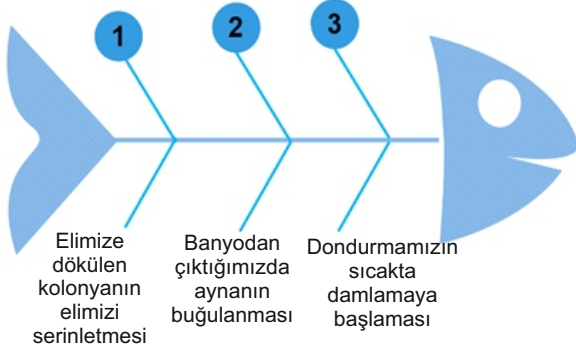 1
2
3
Elimize
dökülen
kolonyanın
elimizi
serinletmesi
Banyodan
çıktığımızda
aynanın
buğulanması
Dondurmamızın
sıcakta
damlamaya
başlaması